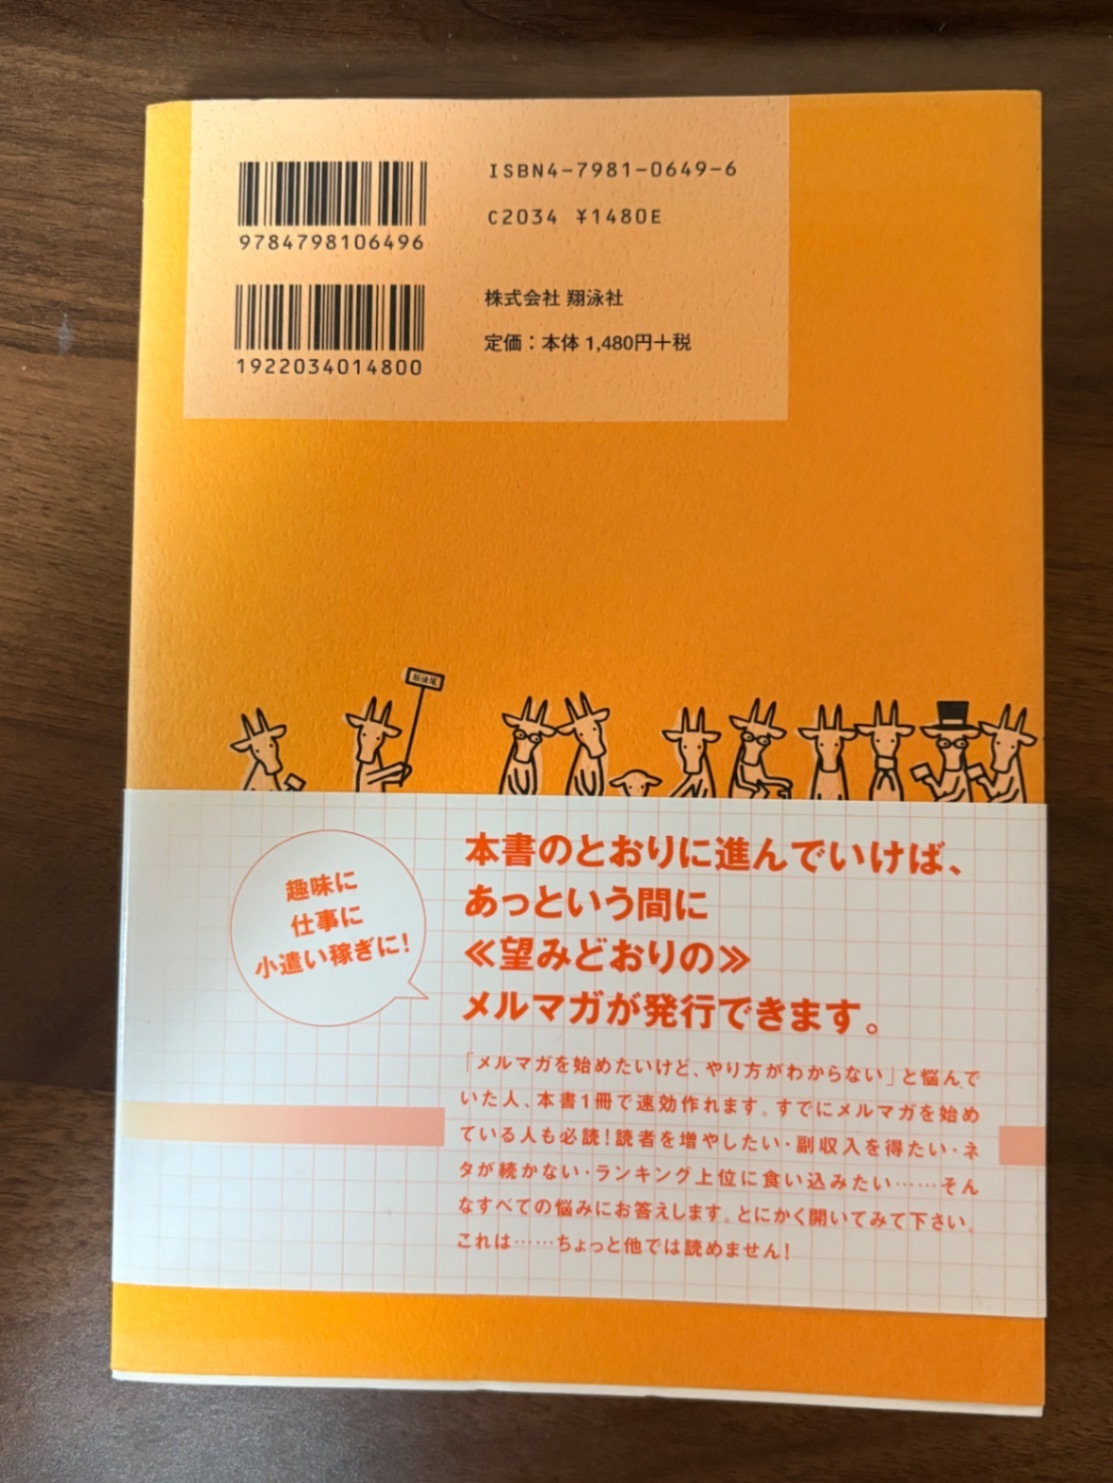 ISBN4-7981-0649-6
C2034 ¥1480E
9784798106496
株式会社 翔泳社
定価：本体1,480円＋税
1922034014800
最後尾
趣味に
仕事に
小遣い稼ぎに！
本書のとおりに進んでいけば、
あっという間に
≪望みどおりの≫
メルマガが発行できます。
「メルマガを始めたいけど、やり方がわからない」と悩んで
いた人、本書1冊で速効作れます。すでにメルマガを始め
ている人も必読！読者を増やしたい・副収入を得たい・ネ
タが続かない・ランキング上位に食い込みたい……そん
なすべての悩みにお答えします。とにかく開いてみて下さい。
これは……ちょっと他では読めません！